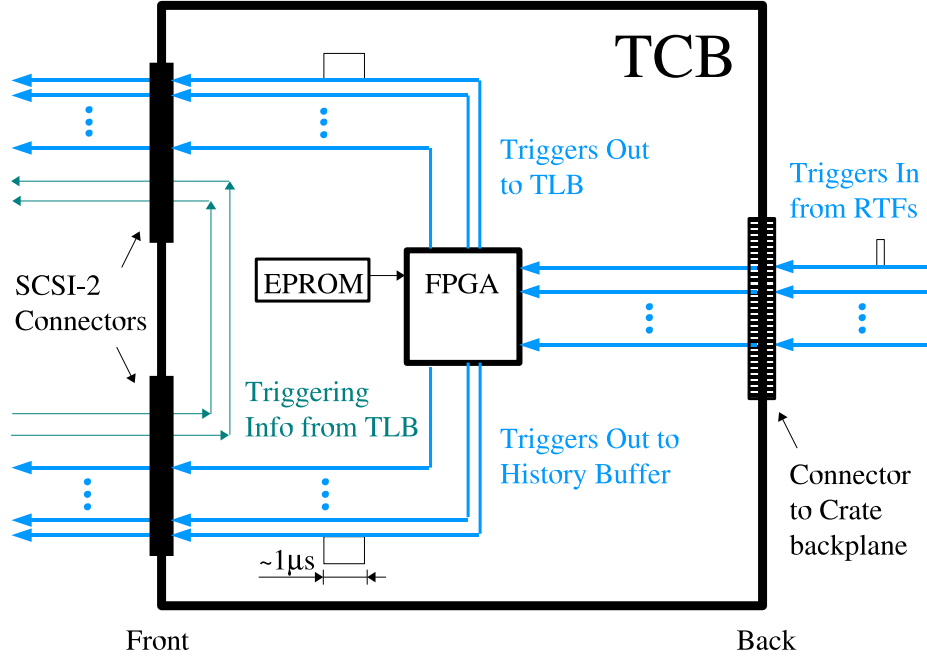 TCB
Triggers Out
to TLB
Triggers In
from RTFs
SCSI-2
Connectors
EPROM
FPGA
Triggering
Info from TLB
Triggers Out to
History Buffer
Connector
to Crate
backplane
~1μs
Front
Back